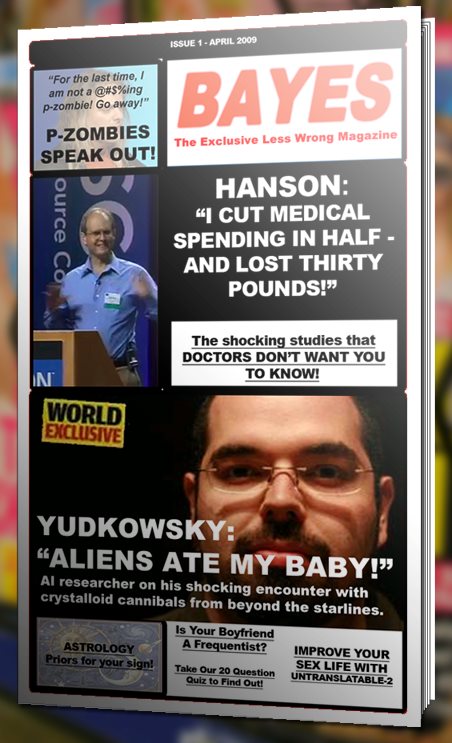 ISSUE 1 - APRIL 2009
“For the last time, I
am not a @#$%ing
p-zombie! Go away!”
P-ZOMBIES
SPEAK OUT!
BAYES
The Exclusive Less Wrong Magazine
HANSON:
“I CUT MEDICAL
SPENDING IN HALF -
AND LOST THIRTY
POUNDS!”
The shocking studies that
DOCTORS DON’T WANT YOU
TO KNOW!
WORLD
EXCLUSIVE
YUDKOWSKY:
“ALIENS ATE MY BABY!”
AI researcher on his shocking encounter with
crystalloid cannibals from beyond the starlines.
ASTROLOGY
Priors for your sign!
Is Your Boyfriend
A Frequentist?
Take Our 20 Question
Quiz to Find Out!
IMPROVE YOUR
SEX LIFE WITH
UNTRANSLATABLE-2